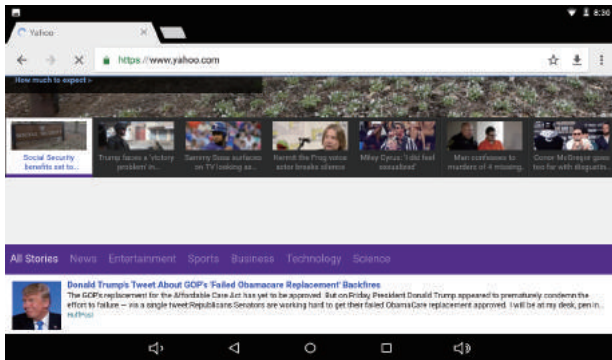 8:36
Yahoo
https://www.yahoo.com
How much to expect »
Social Security
benefits set to...
Trump faces a 'victory
problem' in...
Sammy Sosa surfaces
on TV looking as...
Kermit the Frog voice
actor breaks silence
Miley Cyrus: 'I did feel
sexualized'
Man confesses to
murders of 4 missing,
Conor McGregor goes
too far with disgustin...
All Stories News Entertainment Sports Business Technology Science
Donald Trump's Tweet About GOP's 'Failed Obamacare Replacement' Backfires
The GOP's replacement for the Affordable Care Act has yet to be approved. But on Friday President Donald Trump appeared to prematurely condemn the
effort to failure — via a single tweet.Republicans Senators are working hard to get their failed ObamaCare replacement approved. I will be at my desk, pen in...
HuffPost